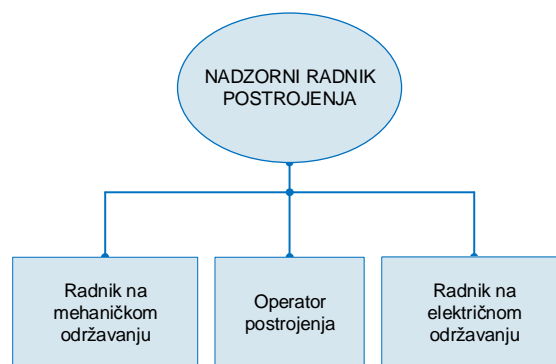 NADZORNI RADNIK
POSTROJENJA
Radnik na
mehaničkom
održavanju
Operator
postrojenja
Radnik na
električnom
održavanju